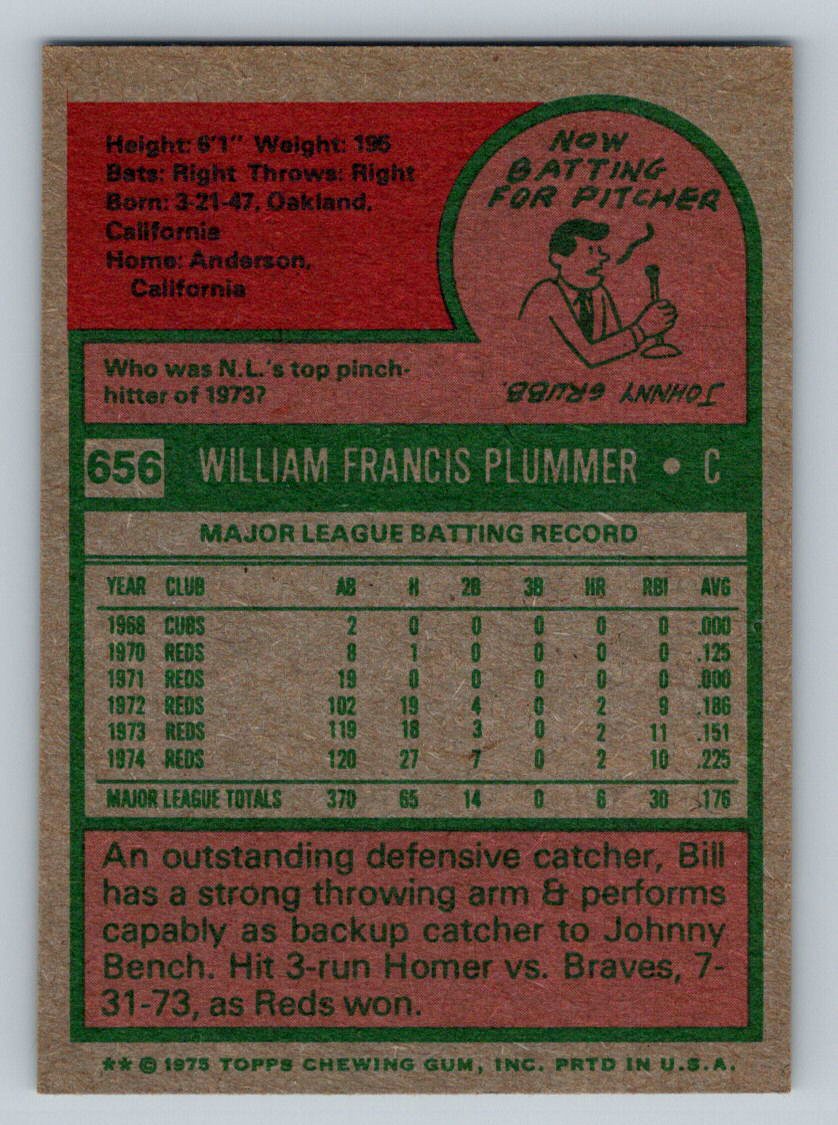 Height: 6'1" Weight: 195
Bats: Right Throws: Right
Born: 3-21-47, Oakland,
California
Home: Anderson,
California
NOW
BATTING
FOR PITCHER
JOHNNY GRUBB.
Who was N.L.'s top pinch-
hitter of 1973?
656 WILLIAM FRANCIS PLUMMER • C
MAJOR LEAGUE BATTING RECORD
YEAR CLUB AB H 2B 3B HR RBI AVG
1968 CUBS 2 0 0 0 0 0 .000
1970 REDS 8 1 0 0 0 0 .125
1971 REDS 19 0 0 0 0 0 .000
1972 REDS 102 19 4 0 2 9 .186
1973 REDS 119 18 3 0 2 11 .151
1974 REDS 120 27 7 0 2 10 .225
MAJOR LEAGUE TOTALS 370 65 14 0 6 30 .176
An outstanding defensive catcher, Bill
has a strong throwing arm & performs
capably as backup catcher to Johnny
Bench. Hit 3-run Homer vs. Braves, 7-
31-73, as Reds won.
** © 1975 TOPPS CHEWING GUM, INC. PRTD IN U.S.A.